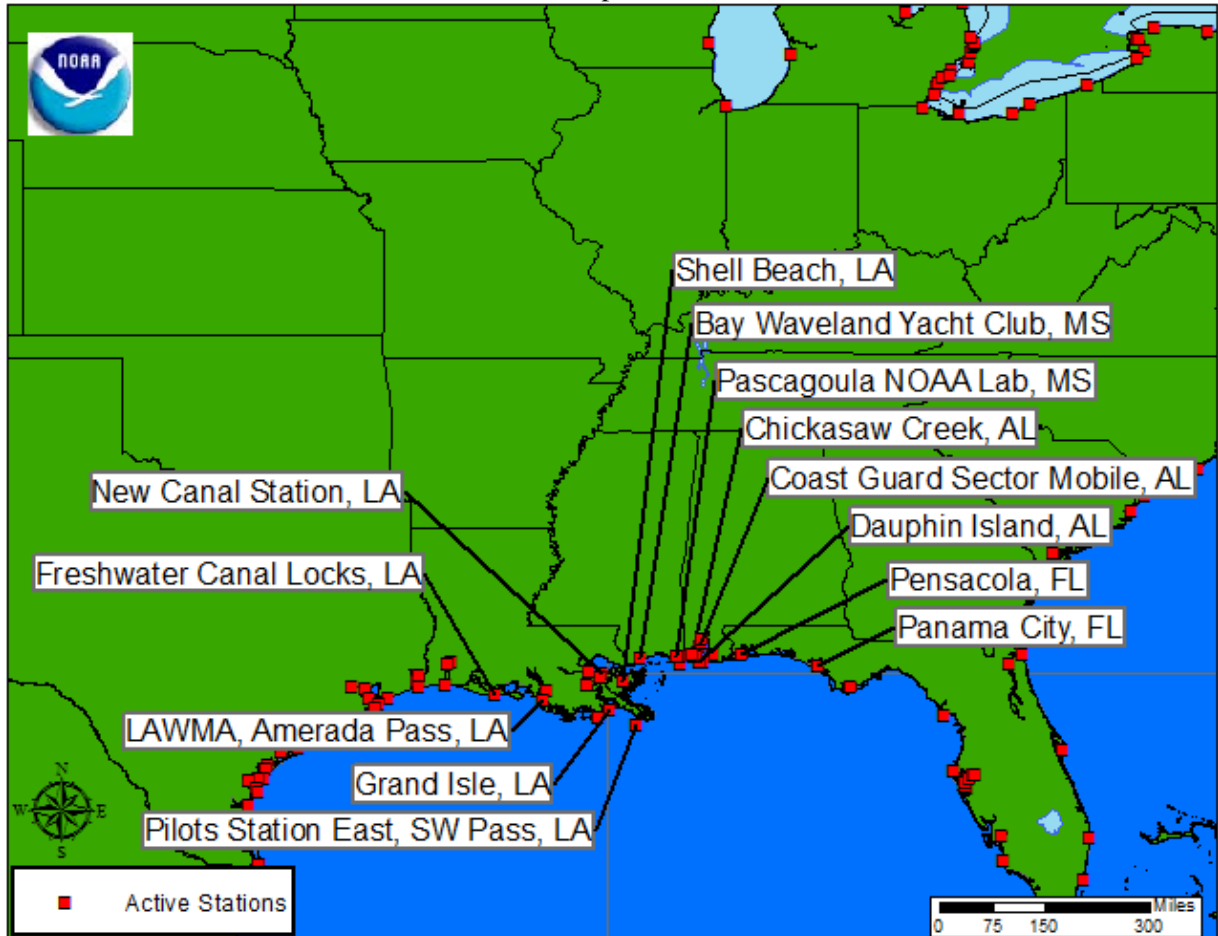 NOAA
Shell Beach, LA
Bay Waveland Yacht Club, MS
Pascagoula NOAA Lab, MS
Chickasaw Creek, AL
Coast Guard Sector Mobile, AL
New Canal Station, LA
Dauphin Island, AL
Freshwater Canal Locks, LA
Pensacola, FL
Panama City, FL
LAWMA, Amerada Pass, LA
Grand Isle, LA
Pilots Station East, SW Pass, LA
N
W E
S
Active Stations
Miles
0 75 150 300